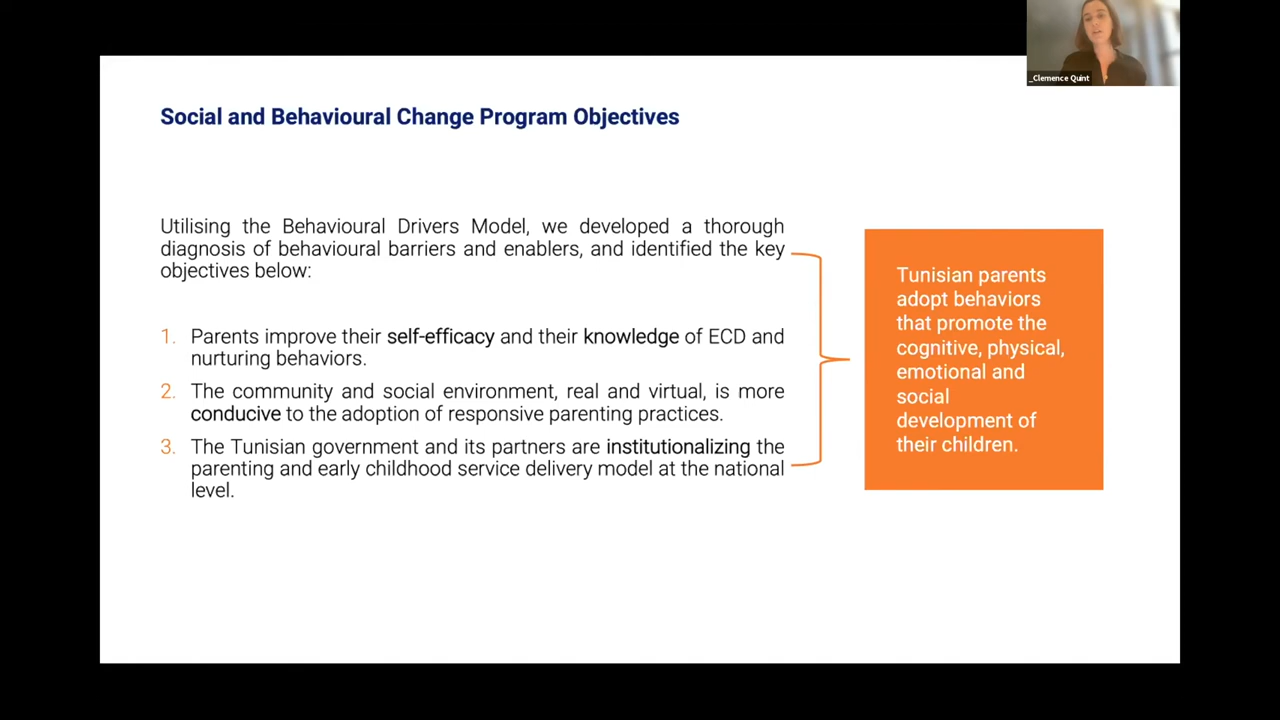 _Clemence Quint
Social and Behavioural Change Program Objectives
Utilising the Behavioural Drivers Model, we developed a thorough
diagnosis of behavioural barriers and enablers, and identified the key
objectives below:
1. Parents improve their self-efficacy and their knowledge of ECD and
nurturing behaviors.
2. The community and social environment, real and virtual, is more
conducive to the adoption of responsive parenting practices.
3. The Tunisian government and its partners are institutionalizing the
parenting and early childhood service delivery model at the national
level.
Tunisian parents
adopt behaviors
that promote the
cognitive, physical,
emotional and
social
development of
their children.